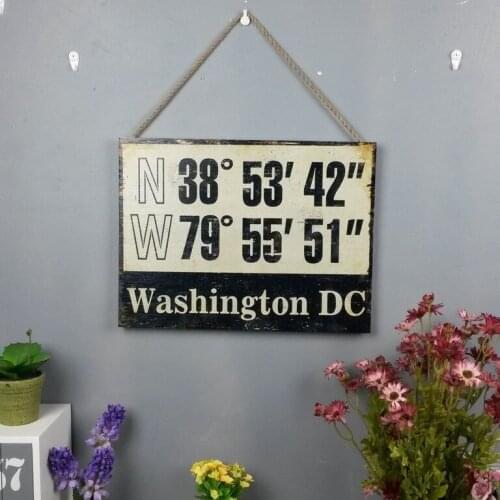 N 38° 53′ 42″
W 79° 55′ 51″
Washington DC
57